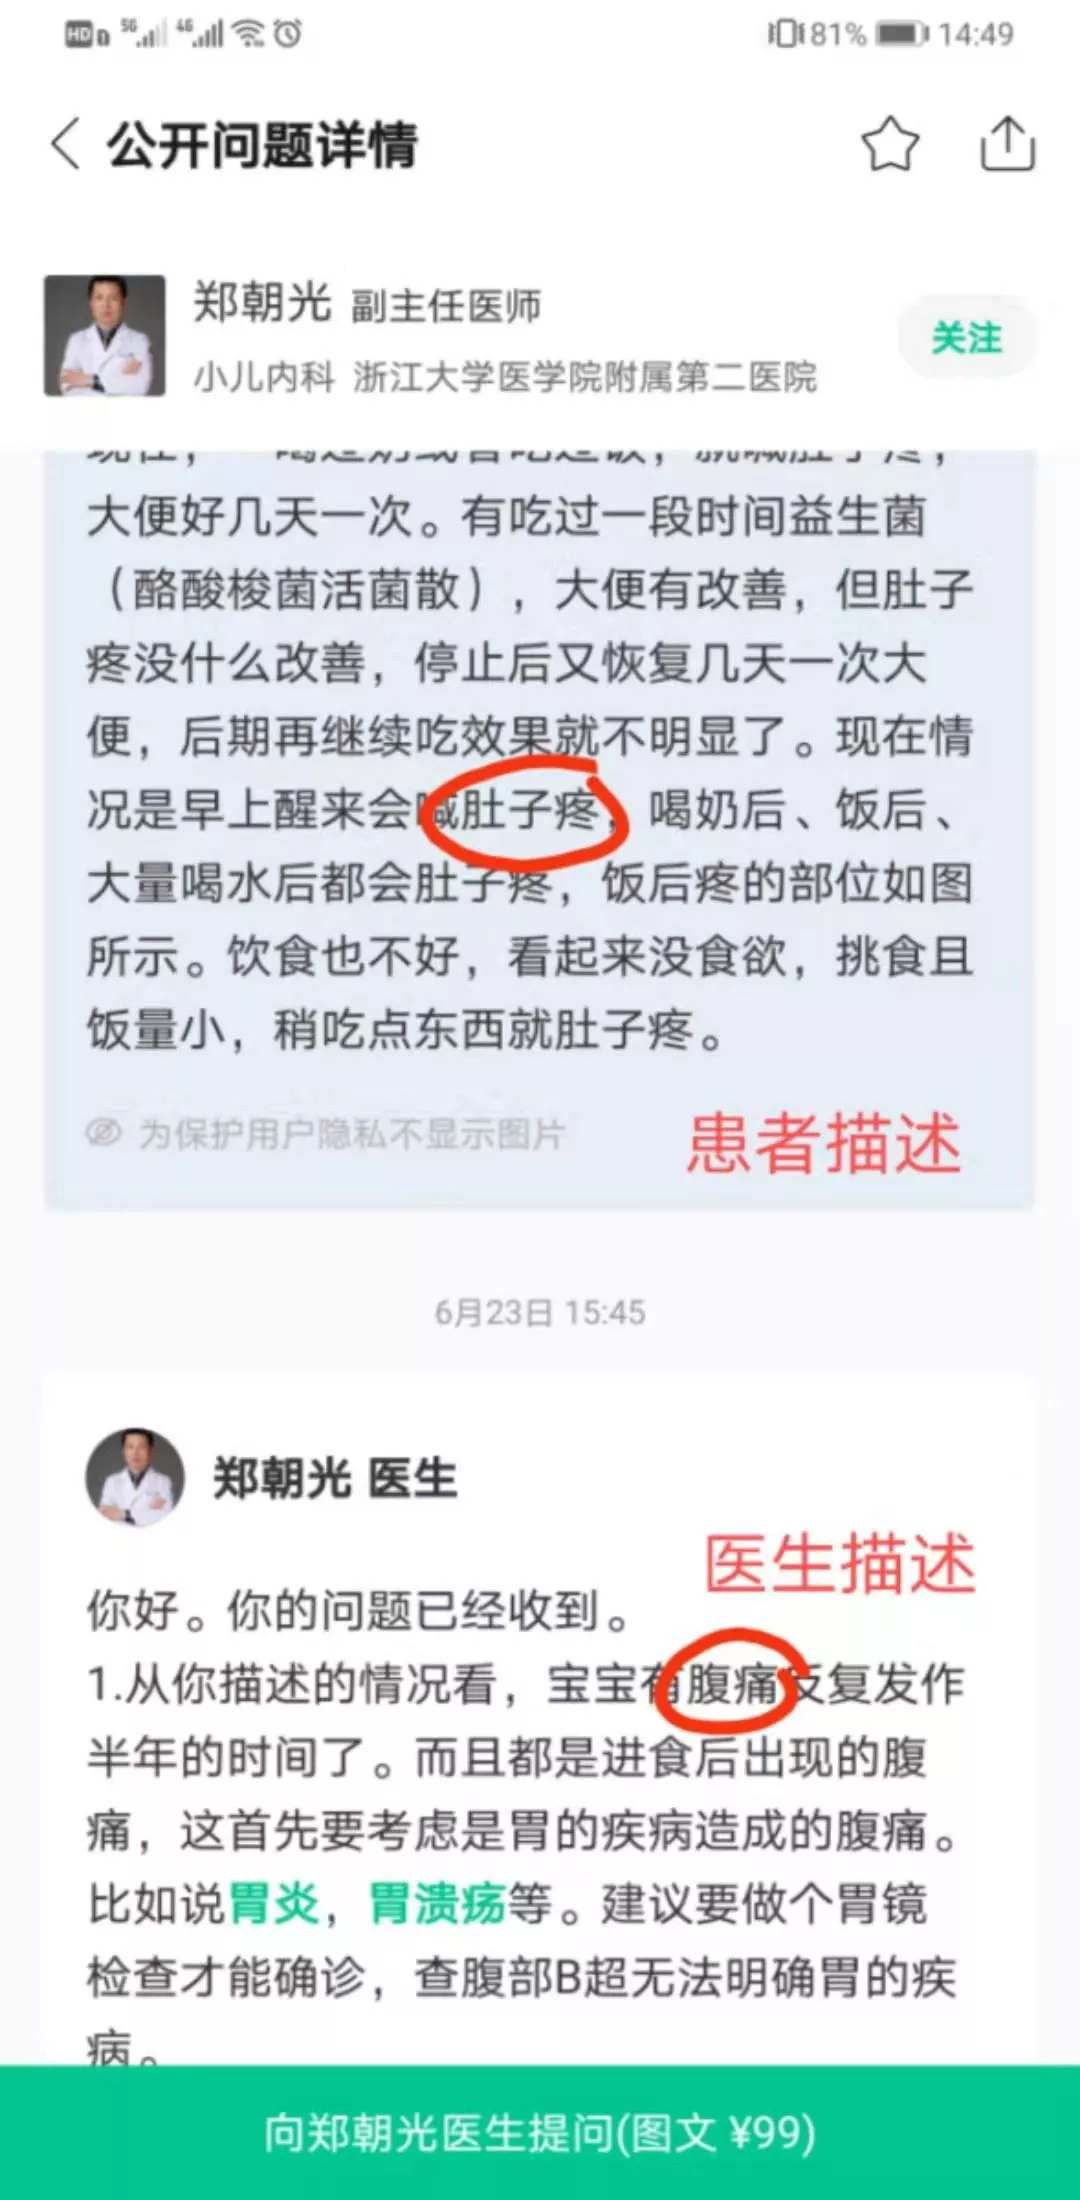 HD 5G 4G 81% 14:49
公开问题详情
郑朝光 副主任医师
关注
小儿内科 浙江大学医学院附属第二医院
现在，一喝过奶或者吃过饭，就喊肚子疼，
大便好几天一次。有吃过一段时间益生菌
（酪酸梭菌活菌散），大便有改善，但肚子
疼没什么改善，停止后又恢复几天一次大
便，后期再继续吃效果就不明显了。现在情
况是早上醒来会喊肚子疼，喝奶后、饭后、
大量喝水后都会肚子疼，饭后疼的部位如图
所示。饮食也不好，看起来没食欲，挑食且
饭量小，稍吃点东西就肚子疼。
为保护用户隐私不显示图片
患者描述
6月23日 15:45
郑朝光 医生
医生描述
你好。你的问题已经收到。
1.从你描述的情况看，宝宝有腹痛反复发作
半年的时间了。而且都是进食后出现的腹
痛，这首先要考虑是胃的疾病造成的腹痛。
比如说胃炎，胃溃疡等。建议要做个胃镜
检查才能确诊，查腹部B超无法明确胃的疾
病。
向郑朝光医生提问(图文 ¥99)